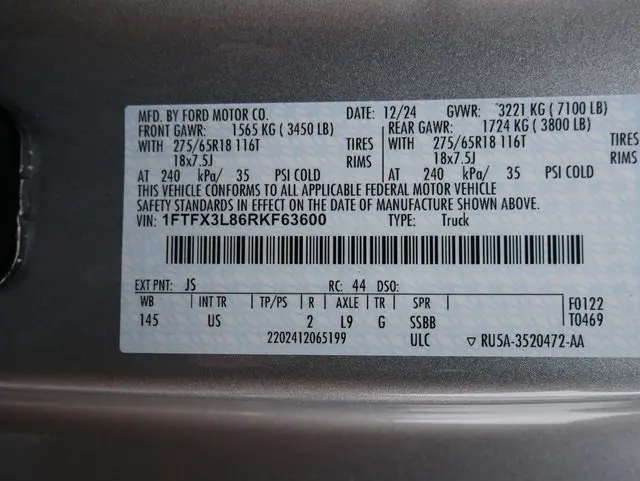 MFD. BY FORD MOTOR CO. DATE: 12/24 GVWR: 3221 KG ( 7100 LB)
FRONT GAWR: 1565 KG ( 3450 LB) REAR GAWR: 1724 KG ( 3800 LB)
WITH 275/65R18 116T TIRES WITH 275/65R18 116T TIRES
18x7.5J RIMS 18x7.5J RIMS
AT 240 kPa/ 35 PSI COLD AT 240 kPa/ 35 PSI COLD
THIS VEHICLE CONFORMS TO ALL APPLICABLE FEDERAL MOTOR VEHICLE
SAFETY STANDARDS IN EFFECT ON THE DATE OF MANUFACTURE SHOWN ABOVE.
VIN: 1FTFX3L86RKF63600 TYPE: Truck
EXT PNT: JS RC: 44 DSO:
WB INT TR TP/PS R AXLE TR SPR F0122
145 US 2 L9 G SSBB T0469
2202412065199 ULC ▽ RU5A-3520472-AA